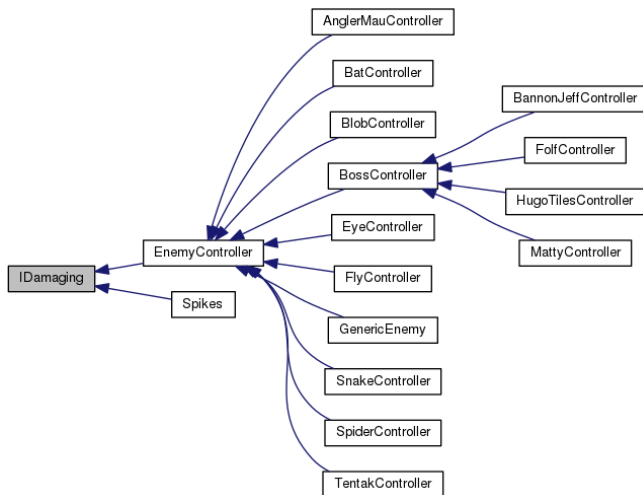 AnglerMauController
BatController
BannonJeffController
BlobController
FolfController
BossController
HugoTilesController
EyeController
EnemyController
MattyController
IDamaging
FlyController
Spikes
GenericEnemy
SnakeController
SpiderController
TentakController